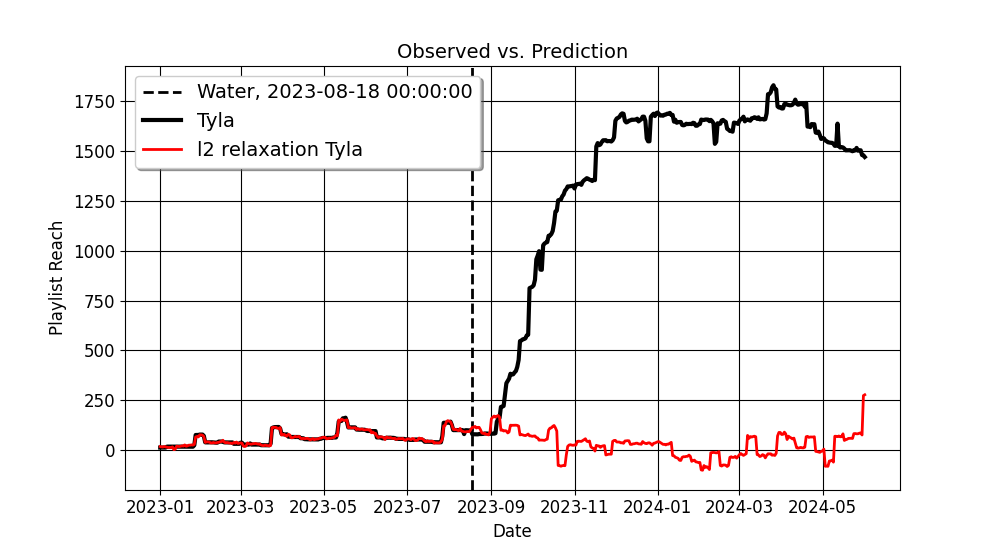 Observed vs. Prediction
Water, 2023-08-18 00:00:00
Tyla
l2 relaxation Tyla
Playlist Reach
1750
1500
1250
1000
750
500
250
0
2023-01 2023-03 2023-05 2023-07 2023-09 2023-11 2024-01 2024-03 2024-05
Date